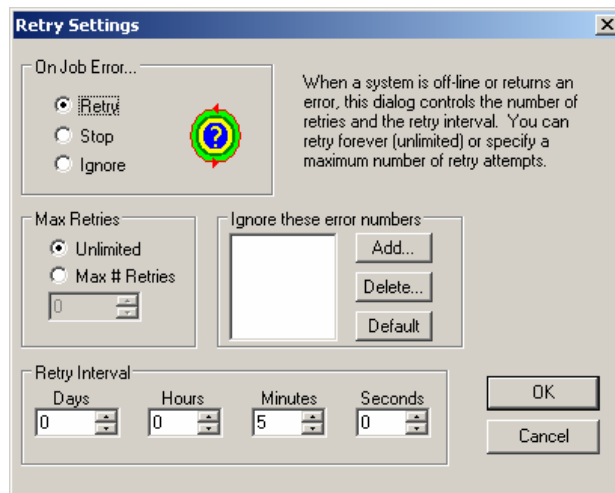 Retry Settings
On Job Error...
Retry
Stop
Ignore
?
When a system is off-line or returns an
error, this dialog controls the number of
retries and the retry interval. You can
retry forever (unlimited) or specify a
maximum number of retry attempts.
Max Retries
Unlimited
Max # Retries
0
Ignore these error numbers
Add...
Delete...
Default
Retry Interval
Days
Hours
Minutes
Seconds
0
0
5
0
OK
Cancel